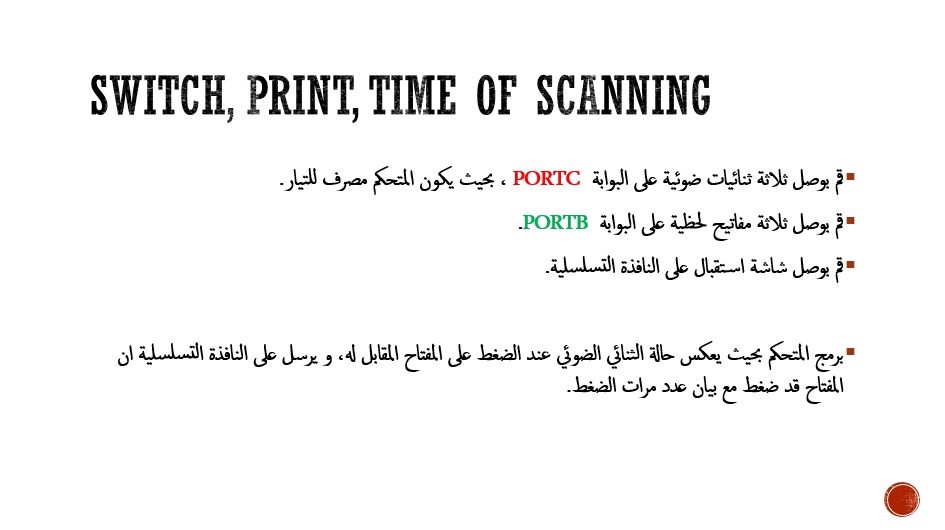 SWITCH, PRINT, TIME OF SCANNING
قم بوصل ثلاثة ثنائيات ضوئية على البوابة PORTC ، بحيث يكون المتحكم مصرف للتيار.
قم بوصل ثلاثة مفاتيح لحظية على البوابة PORTB.
قم بوصل شاشة استقبال على النافذة التسلسلية.
برمج المتحكم بحيث يعكس حالة الثنائي الضوئي عند الضغط على المفتاح المقابل له، و يرسل على النافذة التسلسلية ان
المفتاح قد ضغط مع بيان عدد مرات الضغط.